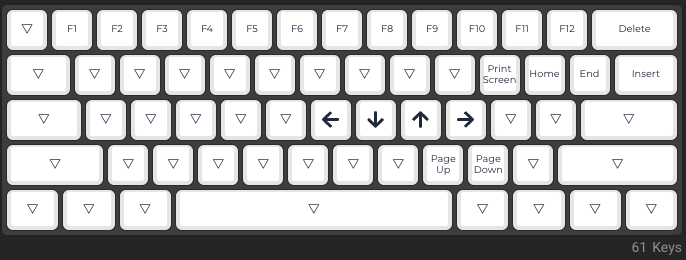 ▽ F1 F2 F3 F4 F5 F6 F7 F8 F9 F10 F11 F12 Delete
▽ ▽ ▽ ▽ ▽ ▽ ▽ ▽ ▽ ▽ Print Screen Home End Insert
▽ ▽ ▽ ▽ ▽ ▽ ← ↓ ↑ → ▽ ▽ ▽
▽ ▽ ▽ ▽ ▽ ▽ ▽ ▽ Page Up Page Down ▽ ▽
▽ ▽ ▽ ▽ ▽ ▽ ▽ ▽
61 Keys